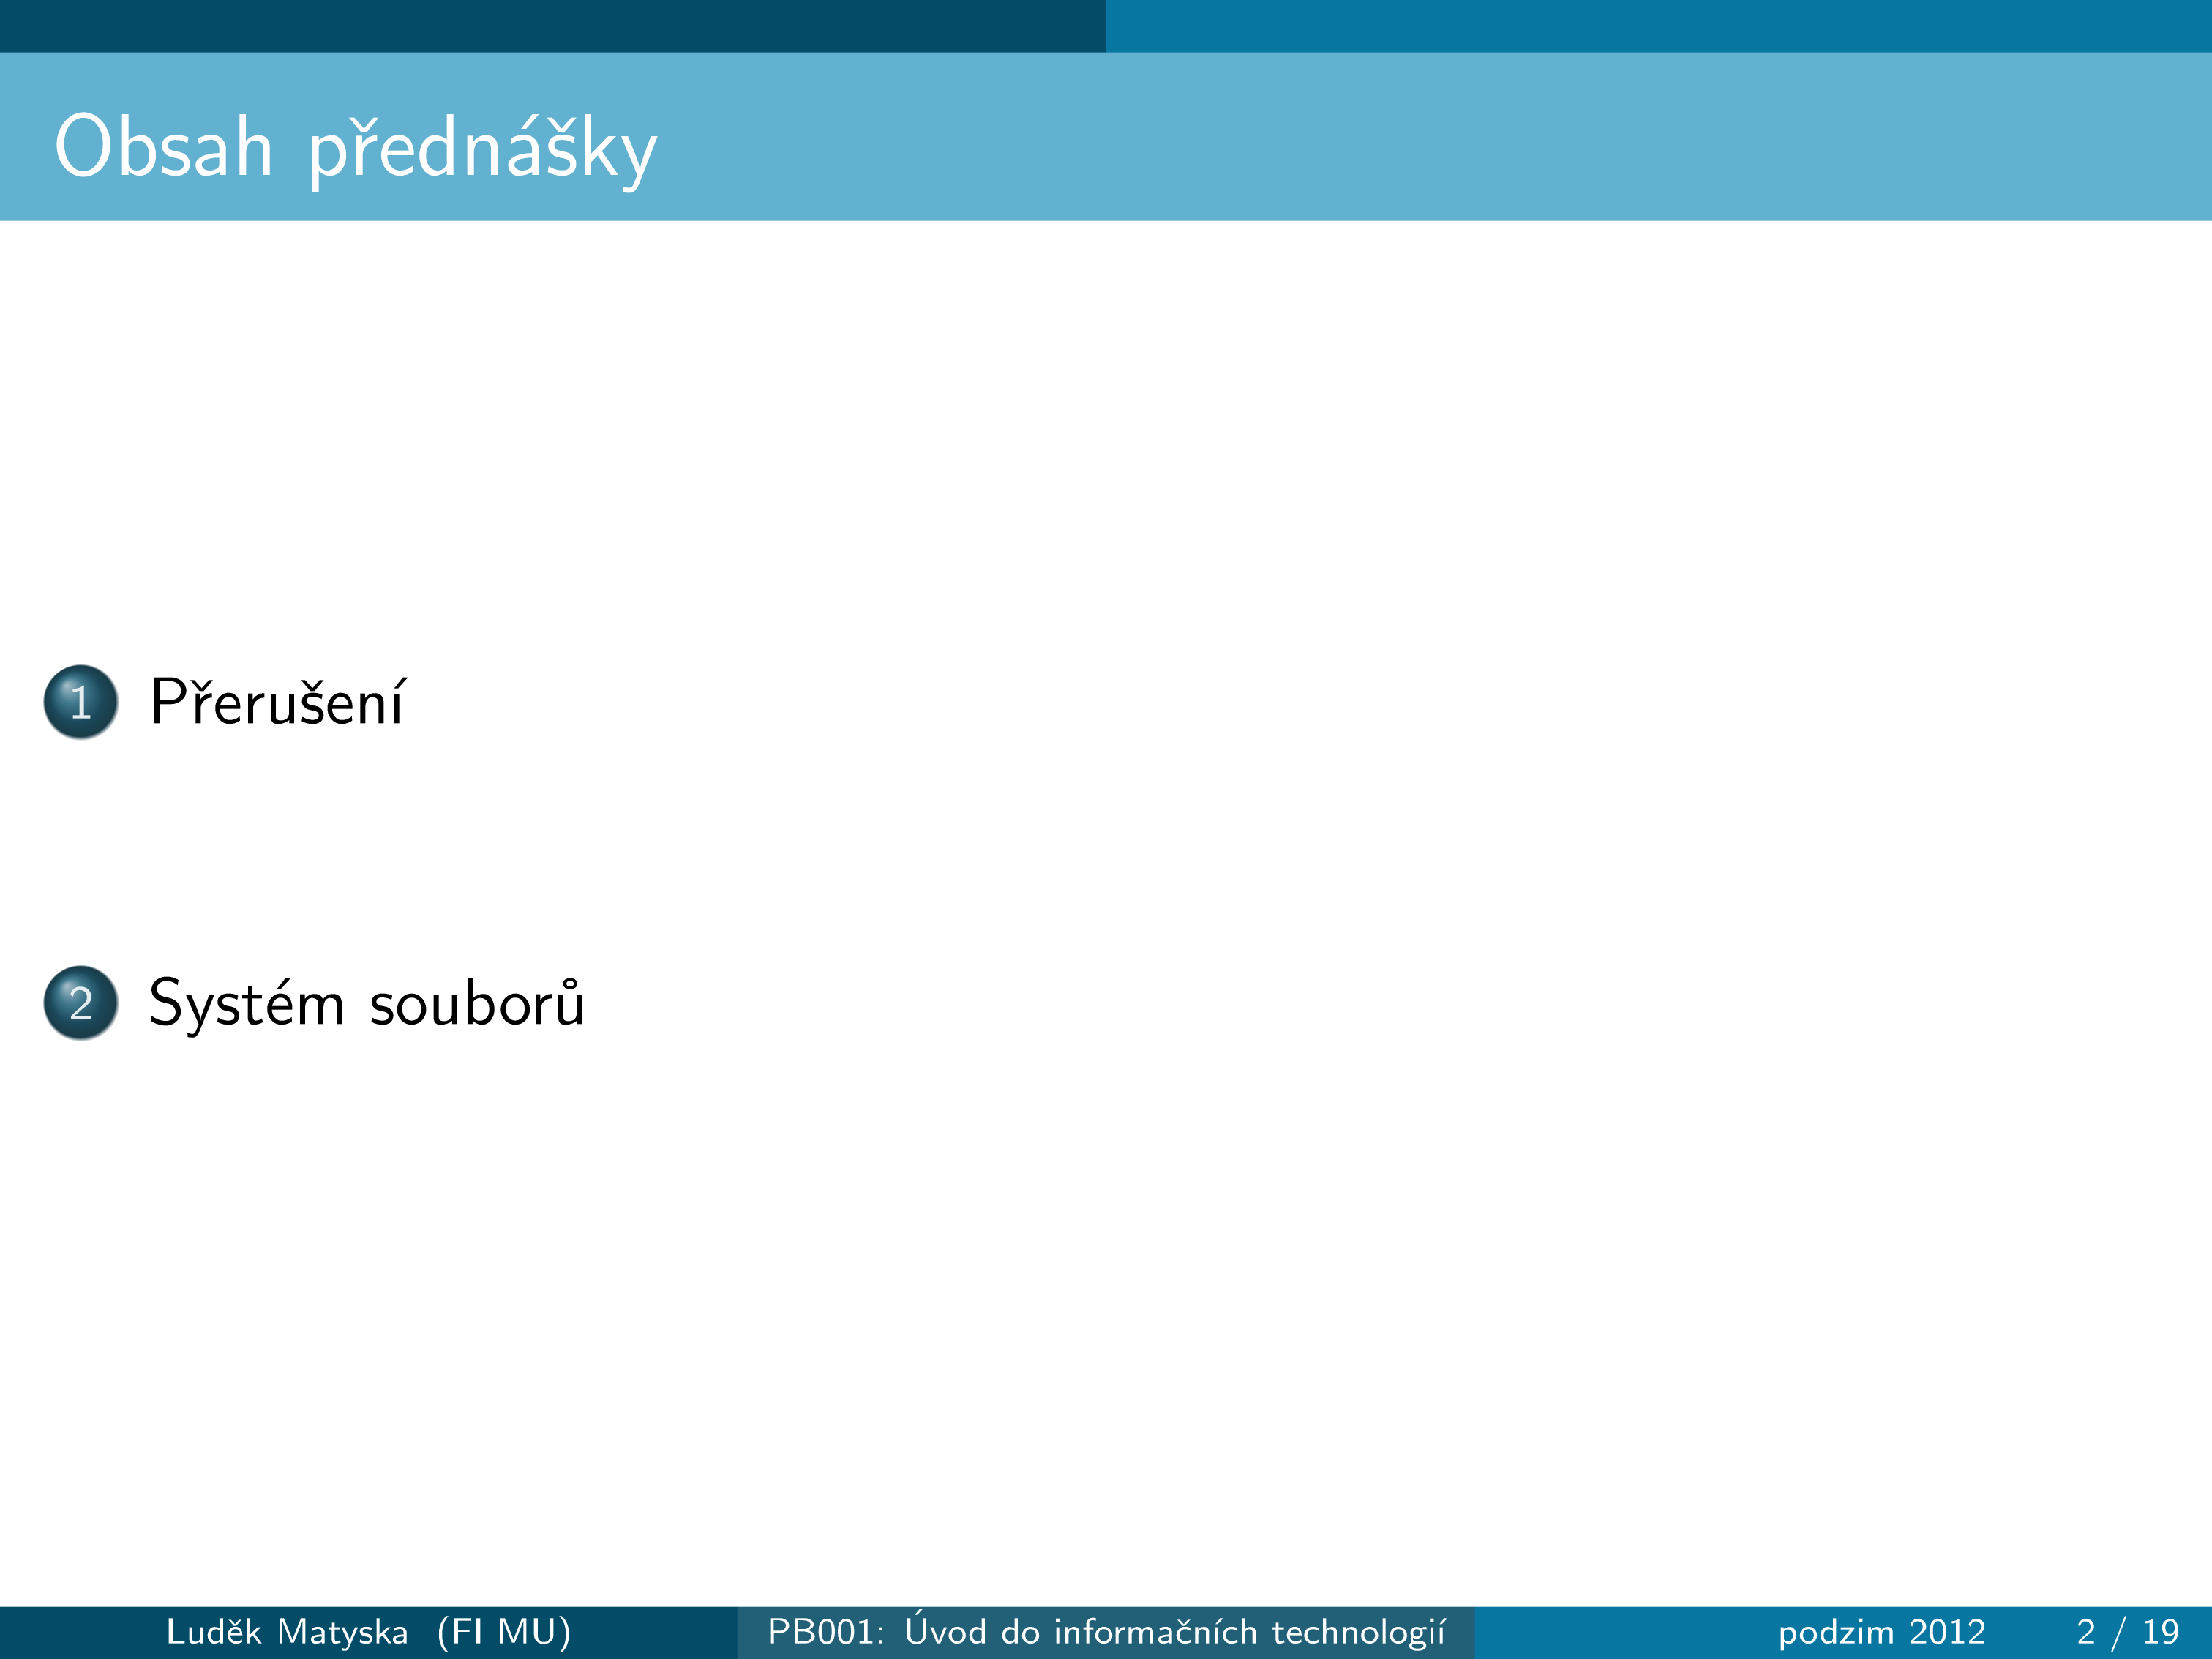 Obsah přednášky
1 Přerušení
2 Systém souborů
Luděk Matyska (FI MU) PB001: Úvod do informačních technologií podzim 2012 2 / 19